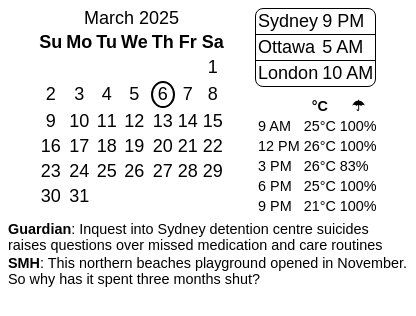 March 2025
Su Mo Tu We Th Fr Sa
1
2 3 4 5 6 7 8
9 10 11 12 13 14 15
16 17 18 19 20 21 22
23 24 25 26 27 28 29
30 31
Sydney 9 PM
Ottawa 5 AM
London 10 AM
°C ☂
9 AM 25°C 100%
12 PM 26°C 100%
3 PM 26°C 83%
6 PM 25°C 100%
9 PM 21°C 100%
Guardian: Inquest into Sydney detention centre suicides
raises questions over missed medication and care routines
SMH: This northern beaches playground opened in November.
So why has it spent three months shut?